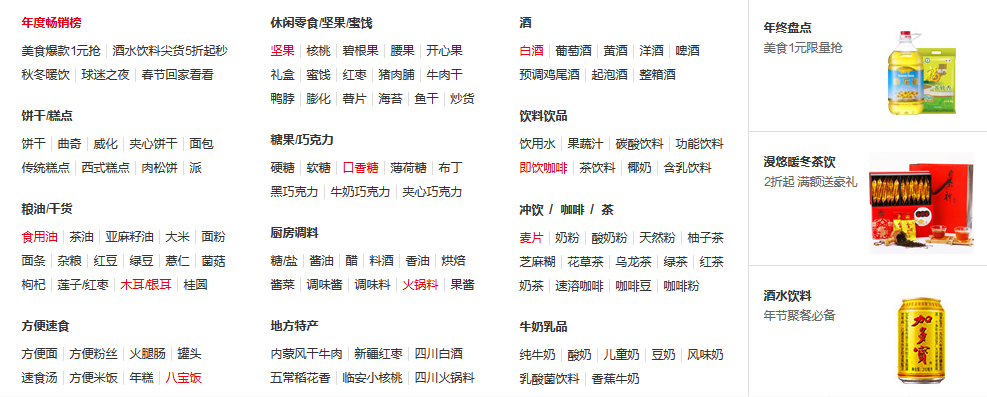 年度畅销榜
美食爆款1元抢 酒水饮料尖货5折起秒
秋冬暖饮 球迷之夜 春节回家看看
饼干/糕点
饼干 曲奇 威化 夹心饼干 面包
传统糕点 西式糕点 肉松饼 派
粮油/干货
食用油 茶油 亚麻籽油 大米 面粉
面条 杂粮 红豆 绿豆 薏仁 菌菇
枸杞 莲子/红枣 木耳/银耳 桂圆
方便速食
方便面 方便粉丝 火腿肠 罐头
速食汤 方便米饭 年糕 八宝饭
休闲零食/坚果/蜜饯
坚果 核桃 碧根果 腰果 开心果
礼盒 蜜饯 红枣 猪肉脯 牛肉干
鸭脖 膨化 薯片 海苔 鱼干 炒货
糖果/巧克力
硬糖 软糖 口香糖 薄荷糖 布丁
黑巧克力 牛奶巧克力 夹心巧克力
厨房调料
糖/盐 酱油 醋 料酒 香油 烘焙
酱菜 调味酱 调味料 火锅料 果酱
地方特产
内蒙风干牛肉 新疆红枣 四川白酒
五常稻花香 临安小核桃 四川火锅料
酒
白酒 葡萄酒 黄酒 洋酒 啤酒
预调鸡尾酒 起泡酒 整箱酒
饮料饮品
饮用水 果蔬汁 碳酸饮料 功能饮料
即饮咖啡 茶饮料 椰奶 含乳饮料
冲饮 / 咖啡 / 茶
麦片 奶粉 酸奶粉 天然粉 柚子茶
芝麻糊 花草茶 乌龙茶 绿茶 红茶
奶茶 速溶咖啡 咖啡豆 咖啡粉
牛奶乳品
纯牛奶 酸奶 儿童奶 豆奶 风味奶
乳酸菌饮料 香蕉牛奶
年终盘点
美食1元限量抢
漫悠暖冬茶饮
2折起 满额送豪礼
酒水饮料
年节聚餐必备
加多宝